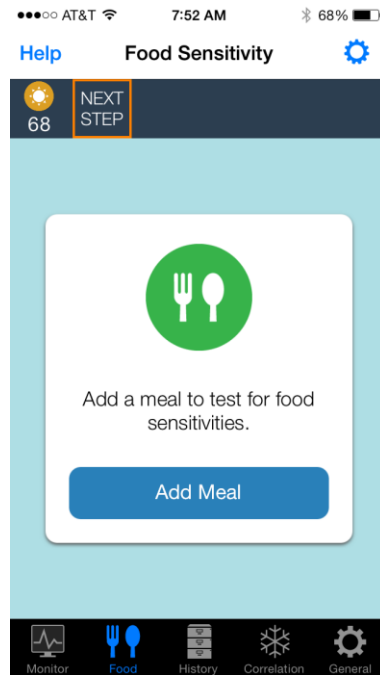 AT&T 7:52 AM 68%
Help Food Sensitivity
68 NEXT
STEP
Add a meal to test for food
sensitivities.
Add Meal
Monitor Food History Correlation General